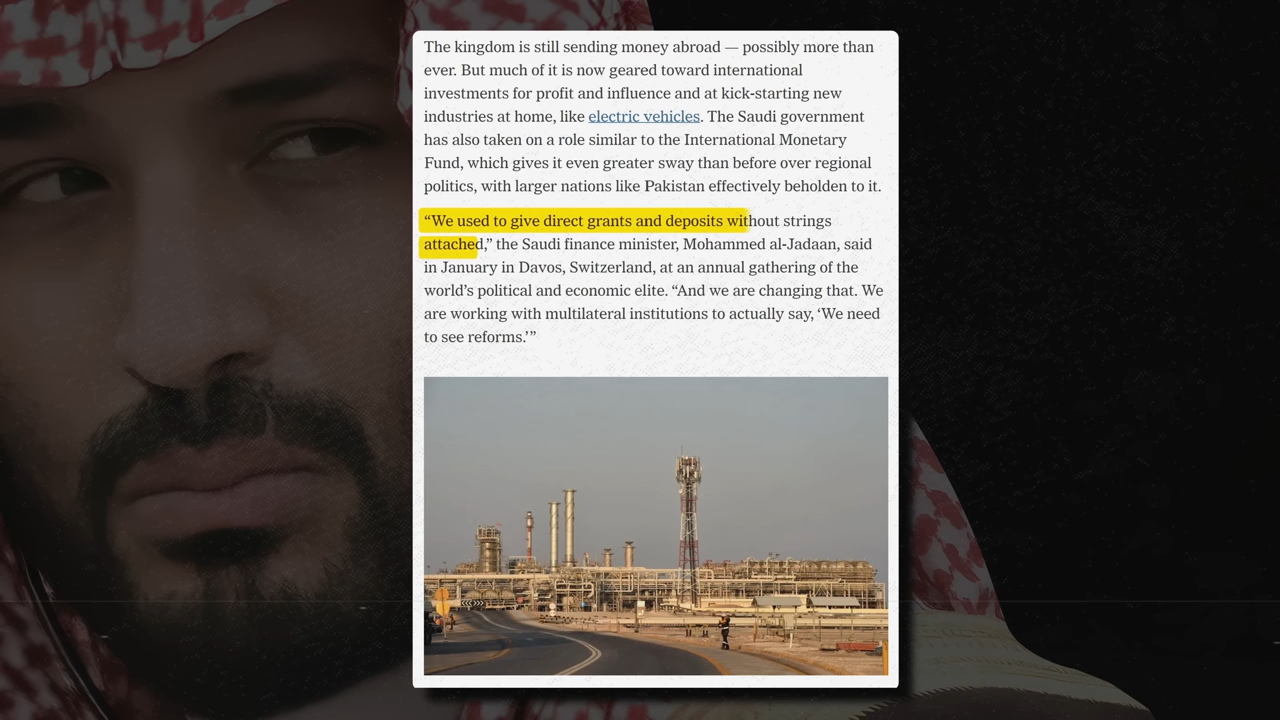 The kingdom is still sending money abroad — possibly more than
ever. But much of it is now geared toward international
investments for profit and influence and at kick-starting new
industries at home, like electric vehicles. The Saudi government
has also taken on a role similar to the International Monetary
Fund, which gives it even greater sway than before over regional
politics, with larger nations like Pakistan effectively beholden to it.
“We used to give direct grants and deposits without strings
attached,” the Saudi finance minister, Mohammed al-Jadaan, said
in January in Davos, Switzerland, at an annual gathering of the
world’s political and economic elite. “And we are changing that. We
are working with multilateral institutions to actually say, ‘We need
to see reforms.’”